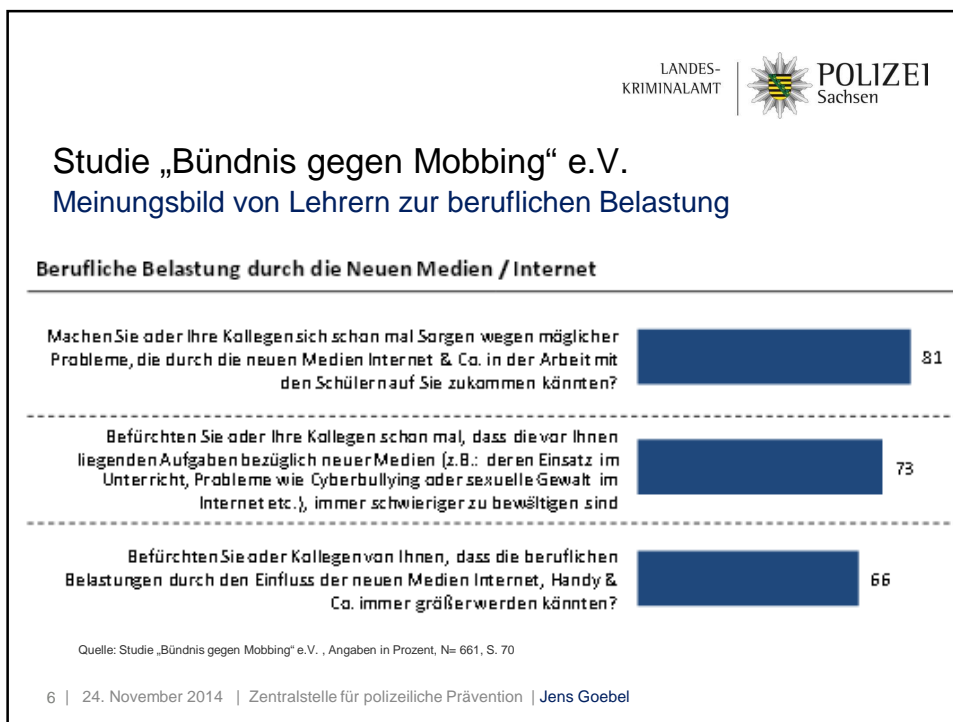 LANDES-
KRIMINALAMT
POLIZEI
Sachsen
Studie „Bündnis gegen Mobbing“ e.V.
Meinungsbild von Lehrern zur beruflichen Belastung
Berufliche Belastung durch die Neuen Medien / Internet
Machen Sie oder Ihre Kollegen sich schon mal Sorgen wegen möglicher
Probleme, die durch die neuen Medien Internet & Co. in der Arbeit mit
den Schülern auf Sie zukommen könnten?
81
Befürchten Sie oder Ihre Kollegen schon mal, dass die vor Ihnen
liegenden Aufgaben bezüglich neuer Medien (z.B.: deren Einsatz im
Unterricht, Probleme wie Cyberbullying oder sexuelle Gewalt im
Internet etc.), immer schwieriger zu bewältigen sind
73
Befürchten Sie oder Kollegen von Ihnen, dass die beruflichen
Belastungen durch den Einfluss der neuen Medien Internet, Handy &
Co. immer größer werden könnten?
66
Quelle: Studie „Bündnis gegen Mobbing“ e.V. , Angaben in Prozent, N= 661, S. 70
6 | 24. November 2014 | Zentralstelle für polizeiliche Prävention | Jens Goebel